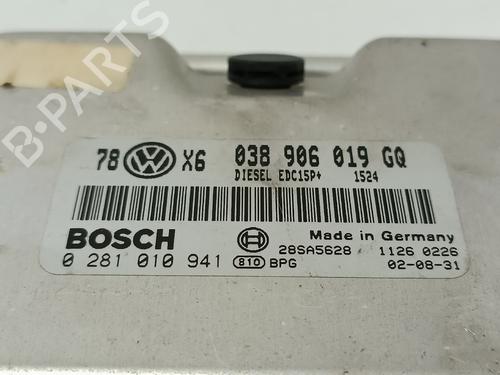 B-PARTS
78 VW X6 038 906 019 GQ
DIESEL EDC15P+ 1524
BOSCH
Made in Germany
28SA5628 1126 0226
0 281 010 941 810 BPG 02-08-31